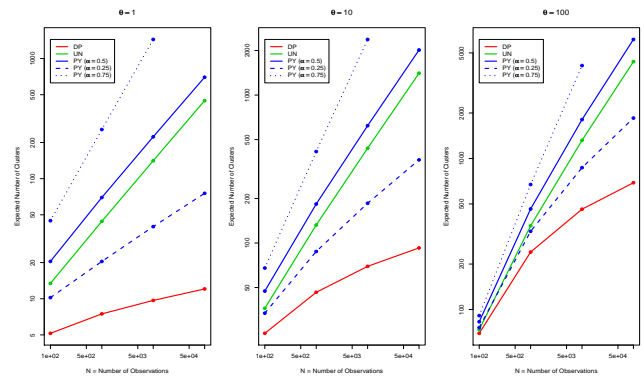 θ = 1
Expected Number of Clusters
1000
500
200
100
50
20
10
5
DP
UN
PY (α = 0.5)
PY (α = 0.25)
PY (α = 0.75)
1e+02
5e+02
5e+03
5e+04
N = Number of Observations
θ = 10
Expected Number of Clusters
2000
1000
500
200
100
50
DP
UN
PY (α = 0.5)
PY (α = 0.25)
PY (α = 0.75)
1e+02
5e+02
5e+03
5e+04
N = Number of Observations
θ = 100
Expected Number of Clusters
5000
2000
1000
500
200
100
DP
UN
PY (α = 0.5)
PY (α = 0.25)
PY (α = 0.75)
1e+02
5e+02
5e+03
5e+04
N = Number of Observations